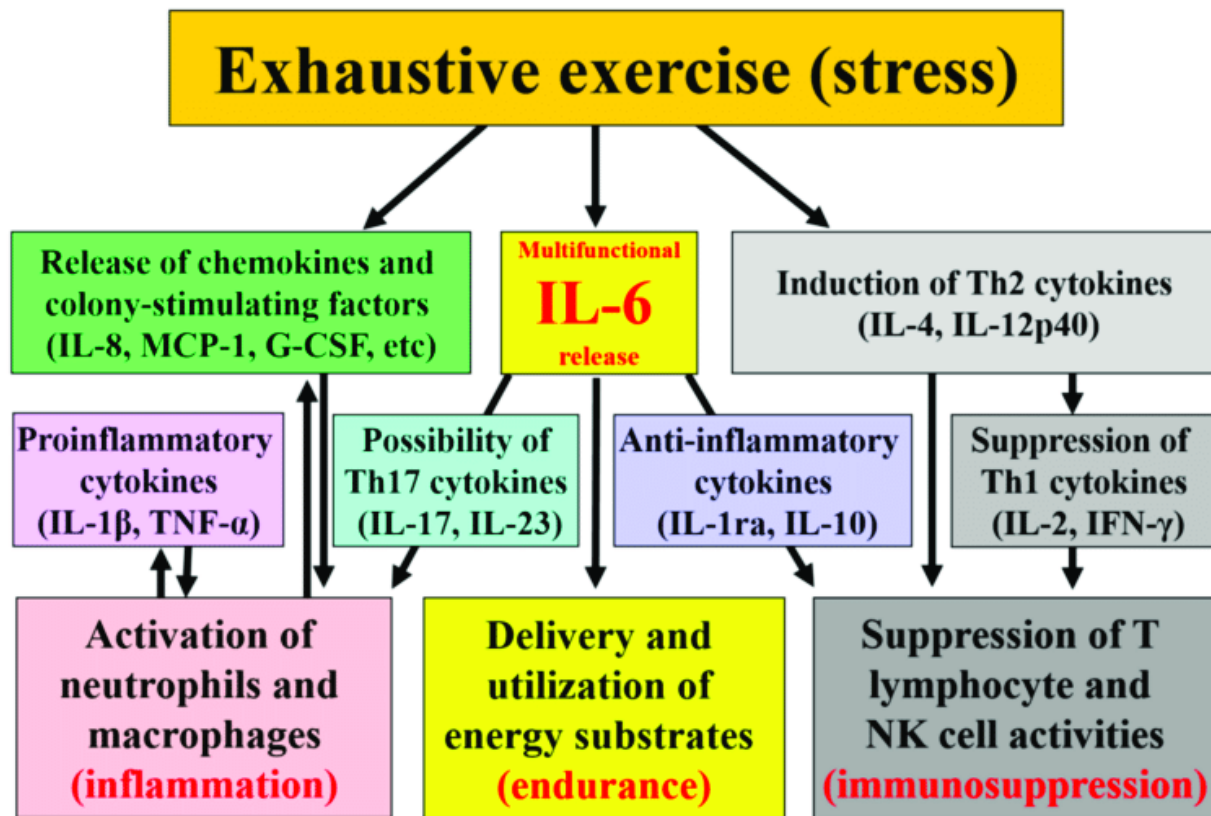 Exhaustive exercise (stress)
Release of chemokines and
colony-stimulating factors
(IL-8, MCP-1, G-CSF, etc)
Multifunctional
IL-6
release
Induction of Th2 cytokines
(IL-4, IL-12p40)
Proinflammatory
cytokines
(IL-1β, TNF-α)
Possibility of
Th17 cytokines
(IL-17, IL-23)
Anti-inflammatory
cytokines
(IL-1ra, IL-10)
Suppression of
Th1 cytokines
(IL-2, IFN-γ)
Activation of
neutrophils and
macrophages
(inflammation)
Delivery and
utilization of
energy substrates
(endurance)
Suppression of T
lymphocyte and
NK cell activities
(immunosuppression)